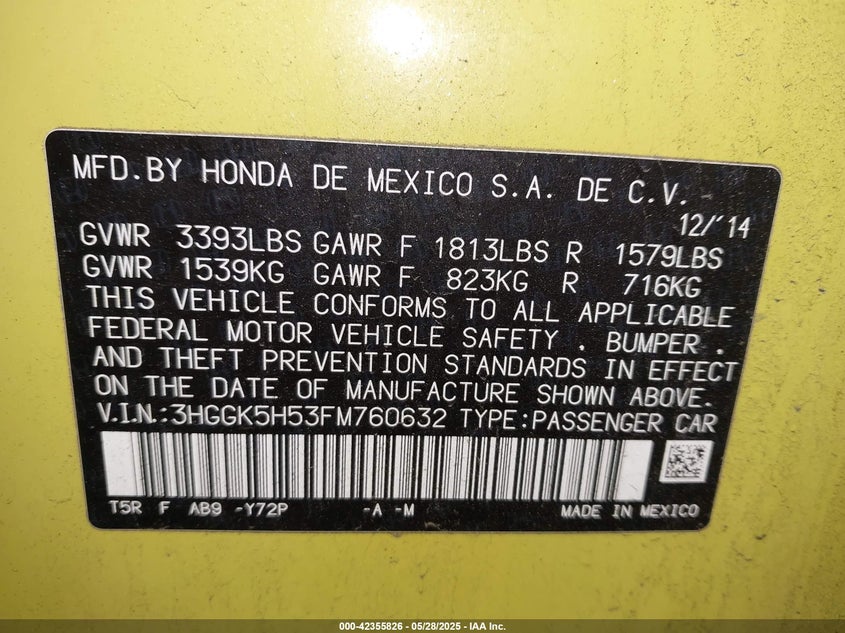 MFD.BY HONDA DE MEXICO S.A. DE C.V.
12/'14
GVWR 3393LBS GAWR F 1813LBS R 1579LBS
GVWR 1539KG GAWR F 823KG R 716KG
THIS VEHICLE CONFORMS TO ALL APPLICABLE
FEDERAL MOTOR VEHICLE SAFETY . BUMPER .
AND THEFT PREVENTION STANDARDS IN EFFECT
ON THE DATE OF MANUFACTURE SHOWN ABOVE.
V.I.N.:3HGGK5H53FM760632 TYPE:PASSENGER CAR
T5R F AB9 -Y72P -A -M MADE IN MEXICO
000-42355826 - 05/28/2025 - IAA Inc.